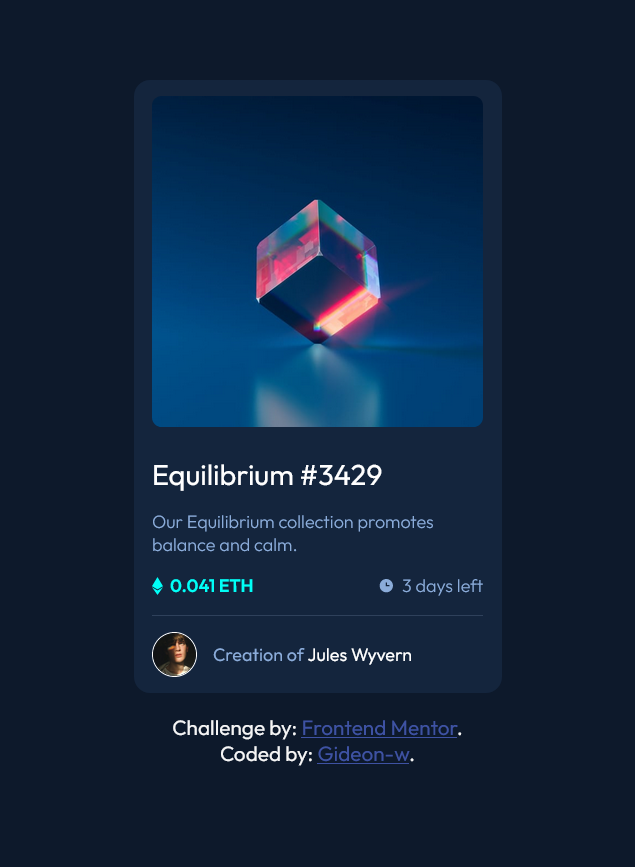 Equilibrium #3429
Our Equilibrium collection promotes
balance and calm.
0.041 ETH
3 days left
Creation of Jules Wyvern
Challenge by: Frontend Mentor.
Coded by: Gideon-w.